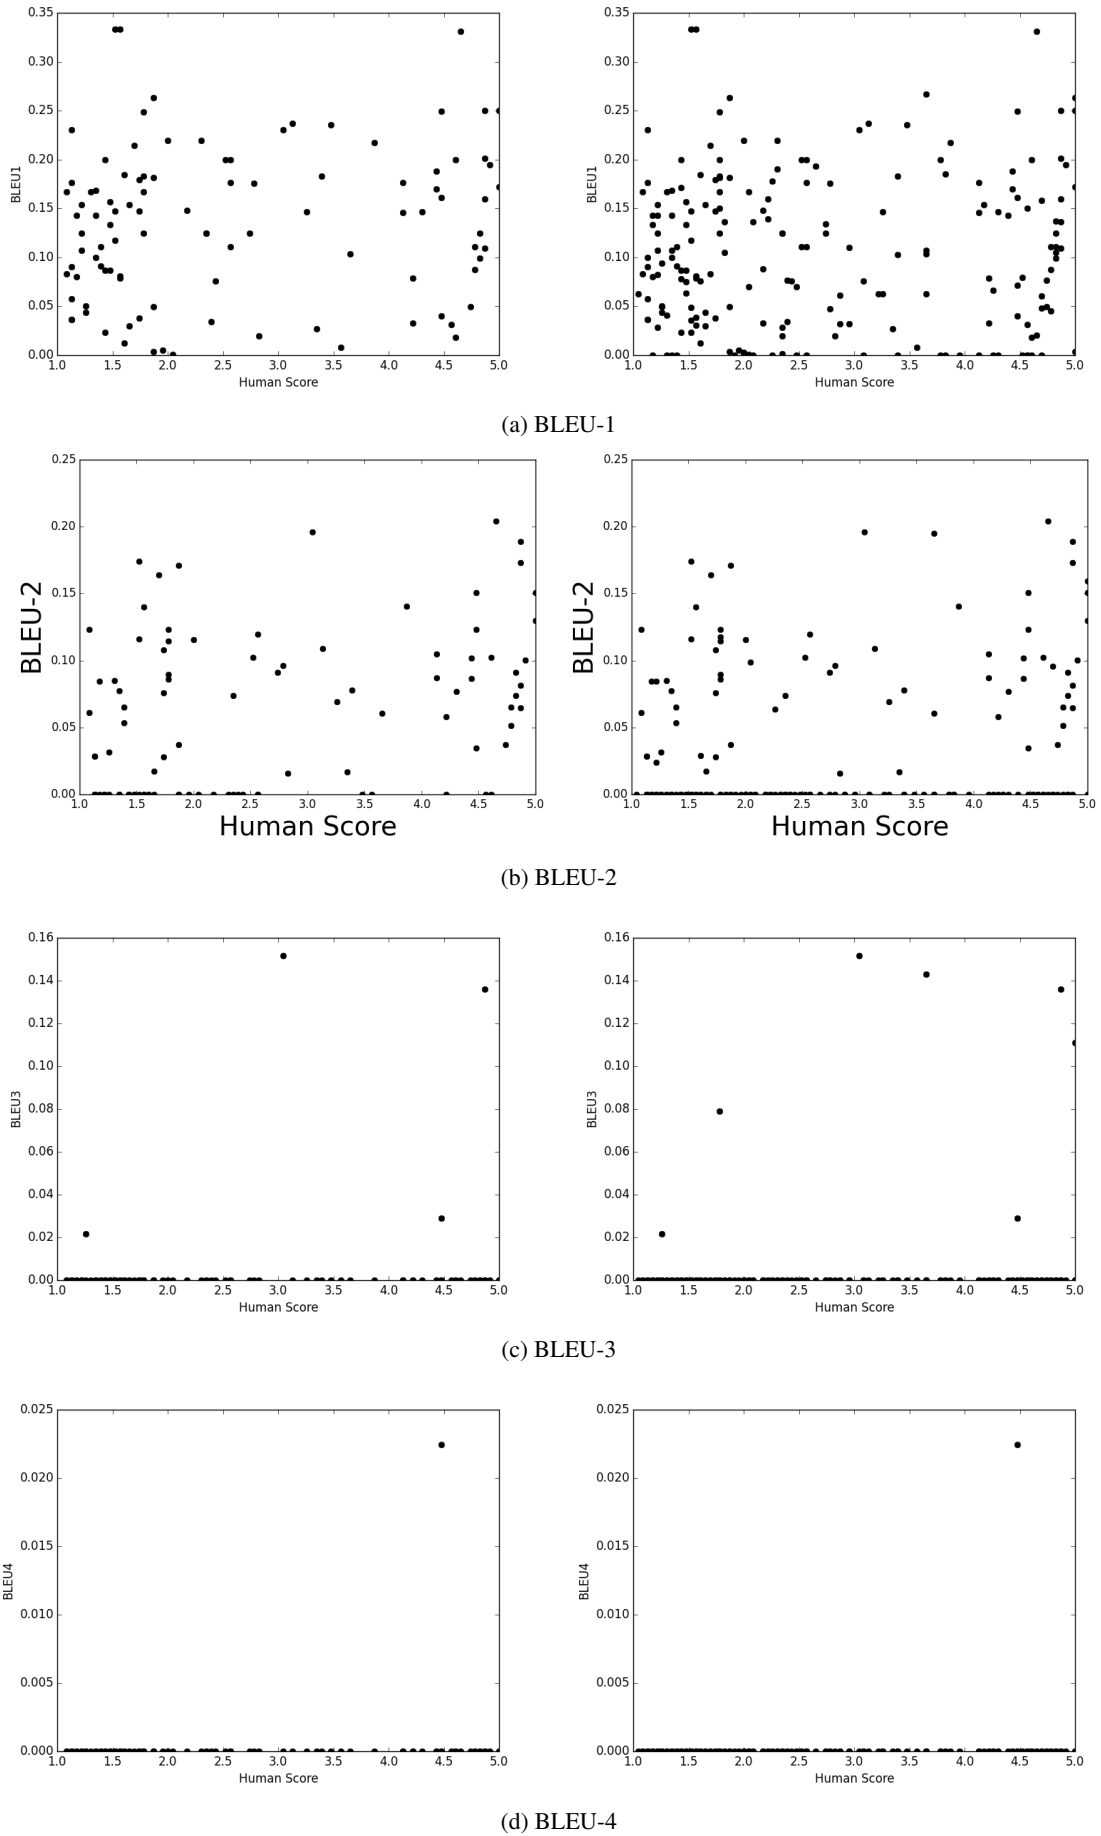 0.35 0.35
0.30 0.30
0.25 0.25
0.20 0.20
BLEU1 BLEU1
0.15 0.15
0.10 0.10
0.05 0.05
0.00 0.00
1.0 1.5 2.0 2.5 3.0 3.5 4.0 4.5 5.0 1.0 1.5 2.0 2.5 3.0 3.5 4.0 4.5 5.0
Human Score Human Score
(a) BLEU-1
0.25 0.25
0.20 0.20
0.15 0.15
BLEU-2 BLEU-2
0.10 0.10
0.05 0.05
0.00 0.00
1.0 1.5 2.0 2.5 3.0 3.5 4.0 4.5 5.0 1.0 1.5 2.0 2.5 3.0 3.5 4.0 4.5 5.0
Human Score Human Score
(b) BLEU-2
0.16 0.16
0.14 0.14
0.12 0.12
0.10 0.10
BLEU3 BLEU3
0.08 0.08
0.06 0.06
0.04 0.04
0.02 0.02
0.00 0.00
1.0 1.5 2.0 2.5 3.0 3.5 4.0 4.5 5.0 1.0 1.5 2.0 2.5 3.0 3.5 4.0 4.5 5.0
Human Score Human Score
(c) BLEU-3
0.025 0.025
0.020 0.020
0.015 0.015
BLEU4 BLEU4
0.010 0.010
0.005 0.005
0.000 0.000
1.0 1.5 2.0 2.5 3.0 3.5 4.0 4.5 5.0 1.0 1.5 2.0 2.5 3.0 3.5 4.0 4.5 5.0
Human Score Human Score
(d) BLEU-4